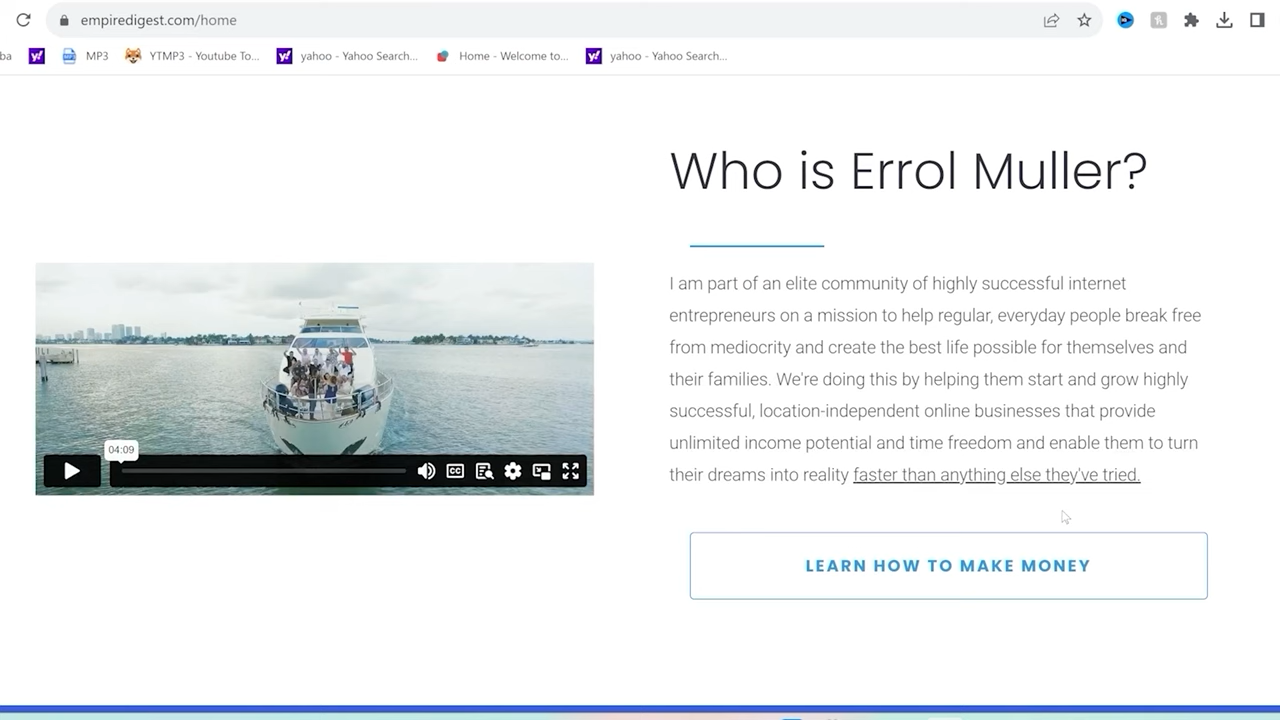 empiredigest.com/home
ba
MP3
YTMP3 - Youtube To...
yahoo - Yahoo Search...
Home - Welcome to...
yahoo - Yahoo Search...
Who is Errol Muller?
I am part of an elite community of highly successful internet
entrepreneurs on a mission to help regular, everyday people break free
from mediocrity and create the best life possible for themselves and
their families. We're doing this by helping them start and grow highly
successful, location-independent online businesses that provide
unlimited income potential and time freedom and enable them to turn
their dreams into reality faster than anything else they've tried.
04:09
CC
LEARN HOW TO MAKE MONEY